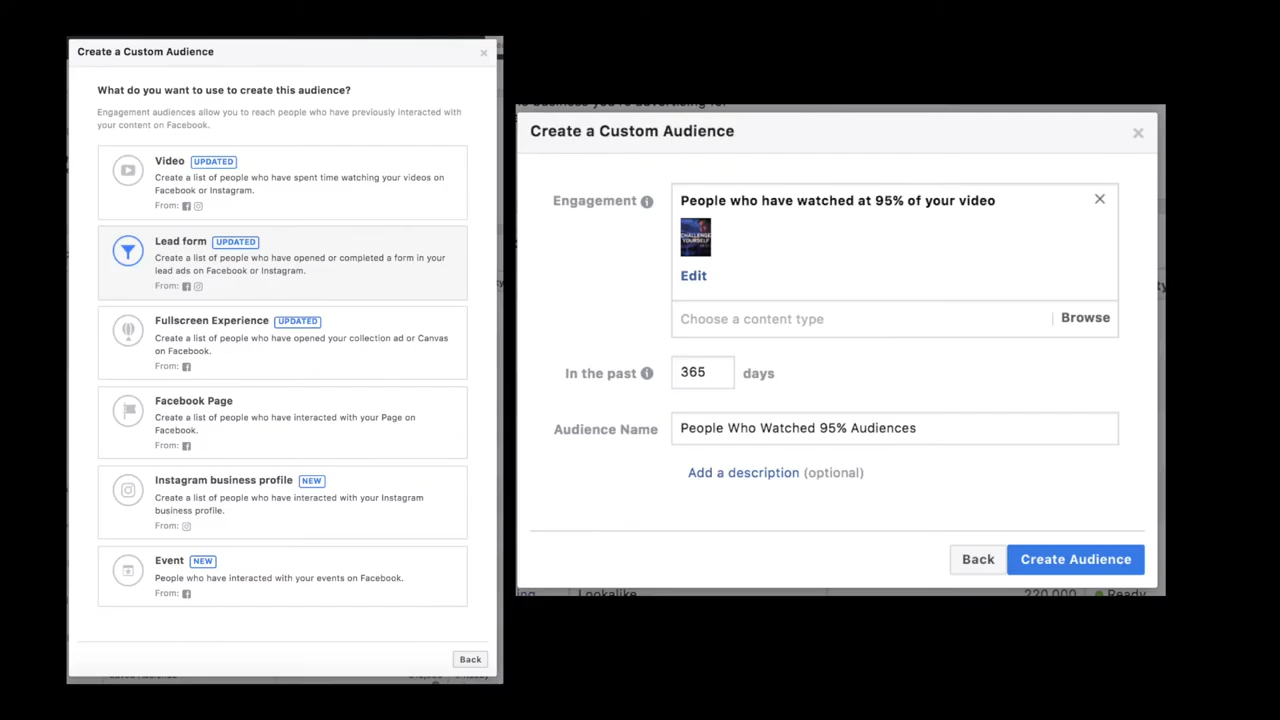 Create a Custom Audience
What do you want to use to create this audience?
Engagement audiences allow you to reach people who have previously interacted with
your content on Facebook.
Video UPDATED
Create a list of people who have spent time watching your videos on
Facebook or Instagram.
From:
Lead form UPDATED
Create a list of people who have opened or completed a form in your
lead ads on Facebook or Instagram.
From:
Fullscreen Experience UPDATED
Create a list of people who have opened your collection ad or Canvas
on Facebook.
From:
Facebook Page
Create a list of people who have interacted with your Page on
Facebook.
From:
Instagram business profile NEW
Create a list of people who have interacted with your Instagram
business profile.
From:
Event NEW
People who have interacted with your events on Facebook.
From:
Back
Create a Custom Audience
Engagement
People who have watched at 95% of your video
CHALLENGE
YOURSELF
Edit
Choose a content type Browse
In the past 365 days
Audience Name People Who Watched 95% Audiences
Add a description (optional)
Back Create Audience
Lookalike 220,000 Ready